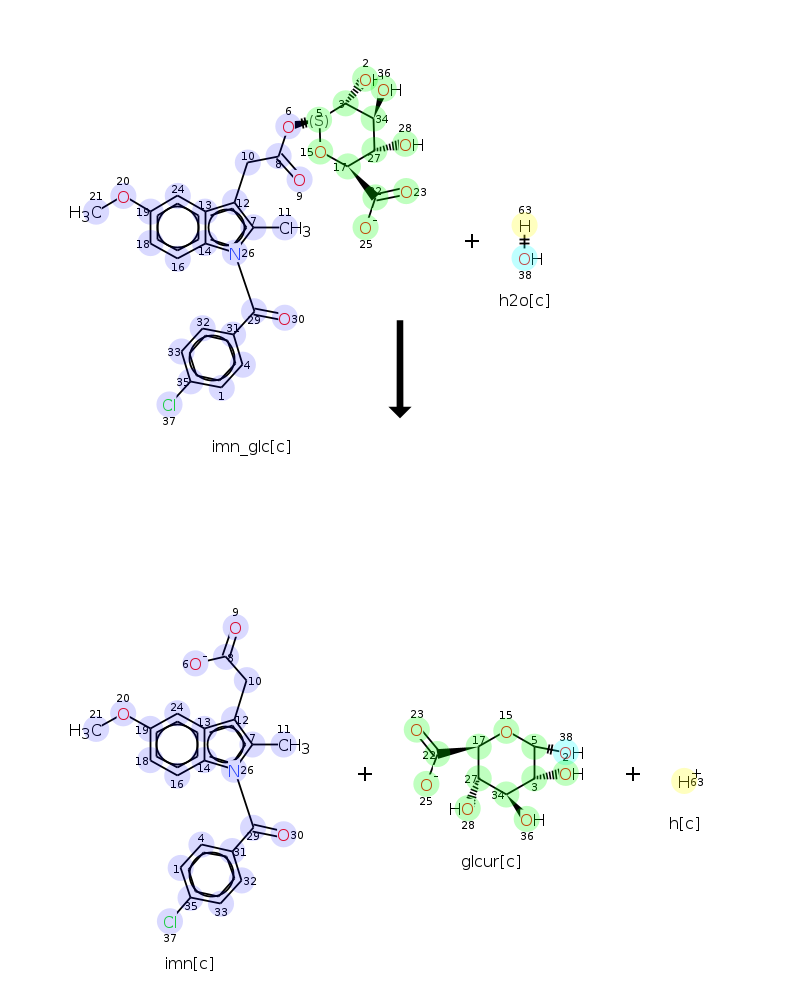 2
36
OH
OH
6
5
3
O
(S)
34
28
OH
15
O
27
10
8
17
O
9
22
O
23
21
20
24
O
H3C
19
13
12
11
7
CH3
25
O-
63
H
+
18
14
N
26
OH
38
16
h2o[c]
29
O
30
32
31
33
4
35
1
Cl
37
imn_glc[c]
9
O
6
O-
8
10
21
20
24
O
H3C
19
13
12
11
7
CH3
18
14
N
26
16
23
O
15
O
17
5
38
OH
22
2
OH
3
+
25
O-
27
34
HO
28
OH
36
+
H+
63
h[c]
glcur[c]
4
29
O
30
31
1
32
35
33
Cl
37
imn[c]